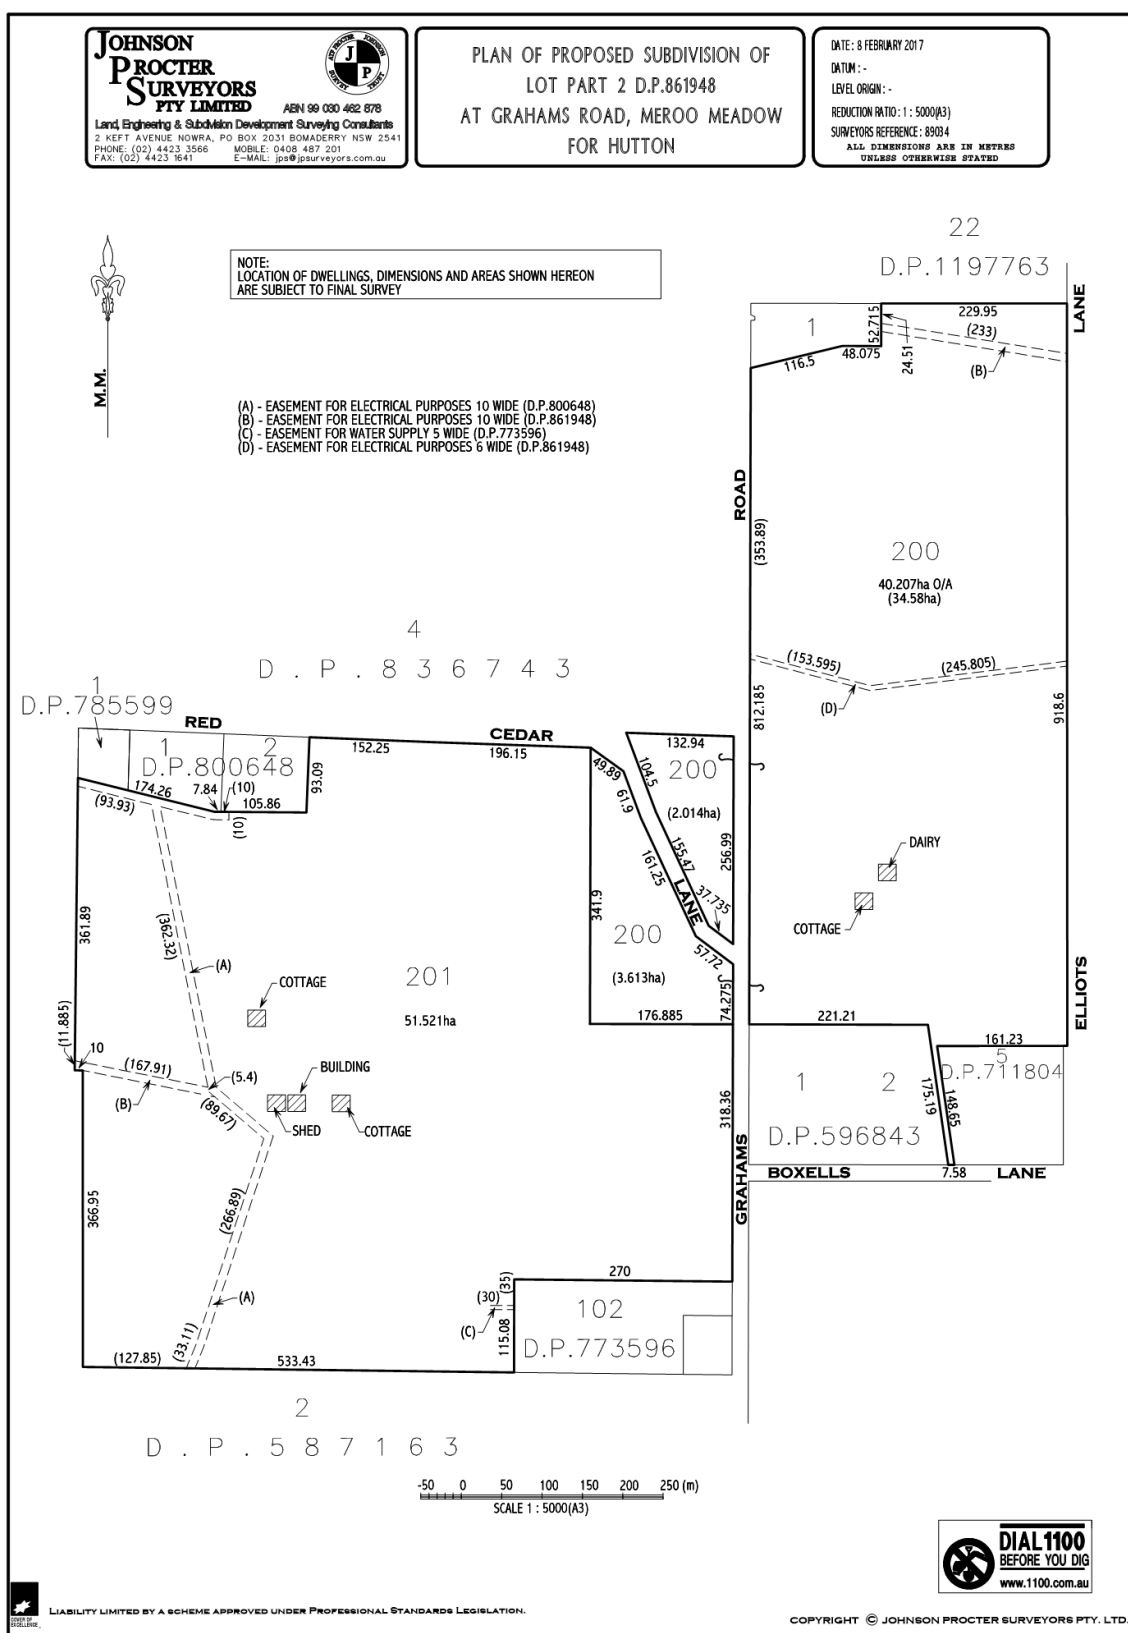 JOHNSON
PROCTER
SURVEYORS
PTY LIMITED
J
P
ABN 99 030 462 878
Land, Engineering & Subdivision Development Surveying Consultants
2 KEFT AVENUE NOWRA, PO BOX 2031 BOMADERRY NSW 2541
PHONE: (02) 4423 3566 MOBILE: 0408 487 201
FAX: (02) 4423 1641 E-MAIL: jps@jpsurveyors.com.au
PLAN OF PROPOSED SUBDIVISION OF
LOT PART 2 D.P.861948
AT GRAHAMS ROAD, MEROO MEADOW
FOR HUTTON
DATE : 8 FEBRUARY 2017
DATUM : -
LEVEL ORIGIN : -
REDUCTION RATIO : 1 : 5000(A3)
SURVEYORS REFERENCE : 89034
ALL DIMENSIONS ARE IN METRES
UNLESS OTHERWISE STATED
M.M.
NOTE:
LOCATION OF DWELLINGS, DIMENSIONS AND AREAS SHOWN HEREON
ARE SUBJECT TO FINAL SURVEY
(A) - EASEMENT FOR ELECTRICAL PURPOSES 10 WIDE (D.P.800648)
(B) - EASEMENT FOR ELECTRICAL PURPOSES 10 WIDE (D.P.861948)
(C) - EASEMENT FOR WATER SUPPLY 5 WIDE (D.P.773596)
(D) - EASEMENT FOR ELECTRICAL PURPOSES 6 WIDE (D.P.861948)
22
D.P.1197763
LANE
229.95
(233)
52.715
24.51
1
48.075
116.5
(B)
ROAD
(353.89)
200
40.207ha O/A
(34.58ha)
(153.595)
(245.805)
(D)
812.185
918.6
DAIRY
COTTAGE
ELLIOTS
221.21
161.23
5
D.P.711804
1
2
D.P.596843
175.19
148.65
BOXELLS
7.58
LANE
GRAHAMS
4
D.P.836743
1
D.P.785599
RED
CEDAR
LANE
1
2
D.P.800648
152.25
196.15
132.94
93.09
174.26
7.84
(10)
105.86
(10)
(93.93)
49.89
61.9
104.5
200
(2.014ha)
155.47
161.25
256.99
37.735
57.72
341.9
200
(3.613ha)
74.275
176.885
361.89
(362.32)
(A)
201
51.521ha
COTTAGE
(11.885)
10
(167.91)
(B)
(5.4)
(89.67)
BUILDING
SHED
COTTAGE
318.36
366.95
(266.89)
(A)
270
(35)
(30)
(C)
115.08
102
D.P.773596
(33.11)
(127.85)
533.43
2
D.P.587163
-50 0 50 100 150 200 250 (m)
SCALE 1 : 5000(A3)
DIAL1100
BEFORE YOU DIG
www.1100.com.au
LIABILITY LIMITED BY A SCHEME APPROVED UNDER PROFESSIONAL STANDARDS LEGISLATION.
COPYRIGHT © JOHNSON PROCTER SURVEYORS PTY. LTD.